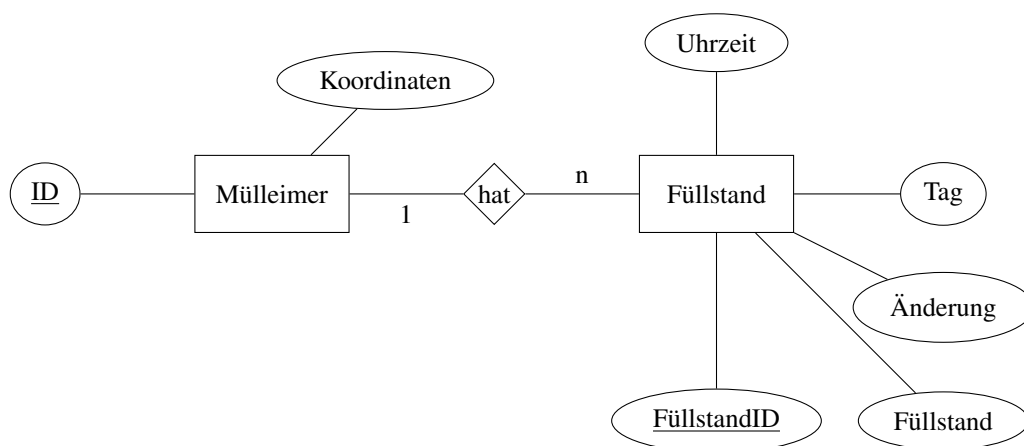 Uhrzeit
Koordinaten
ID
Mülleimer
1
hat
n
Füllstand
Tag
Änderung
FüllstandID
Füllstand